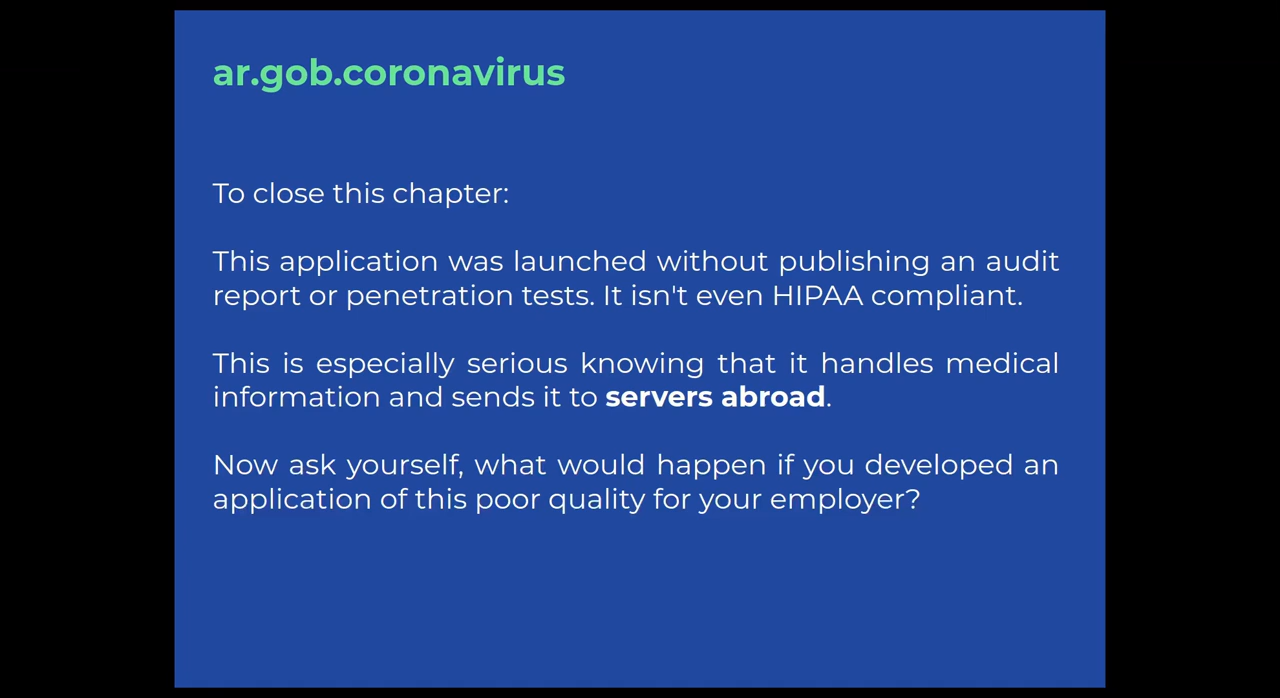 ar.gob.coronavirus
To close this chapter:
This application was launched without publishing an audit
report or penetration tests. It isn't even HIPAA compliant.
This is especially serious knowing that it handles medical
information and sends it to servers abroad.
Now ask yourself, what would happen if you developed an
application of this poor quality for your employer?